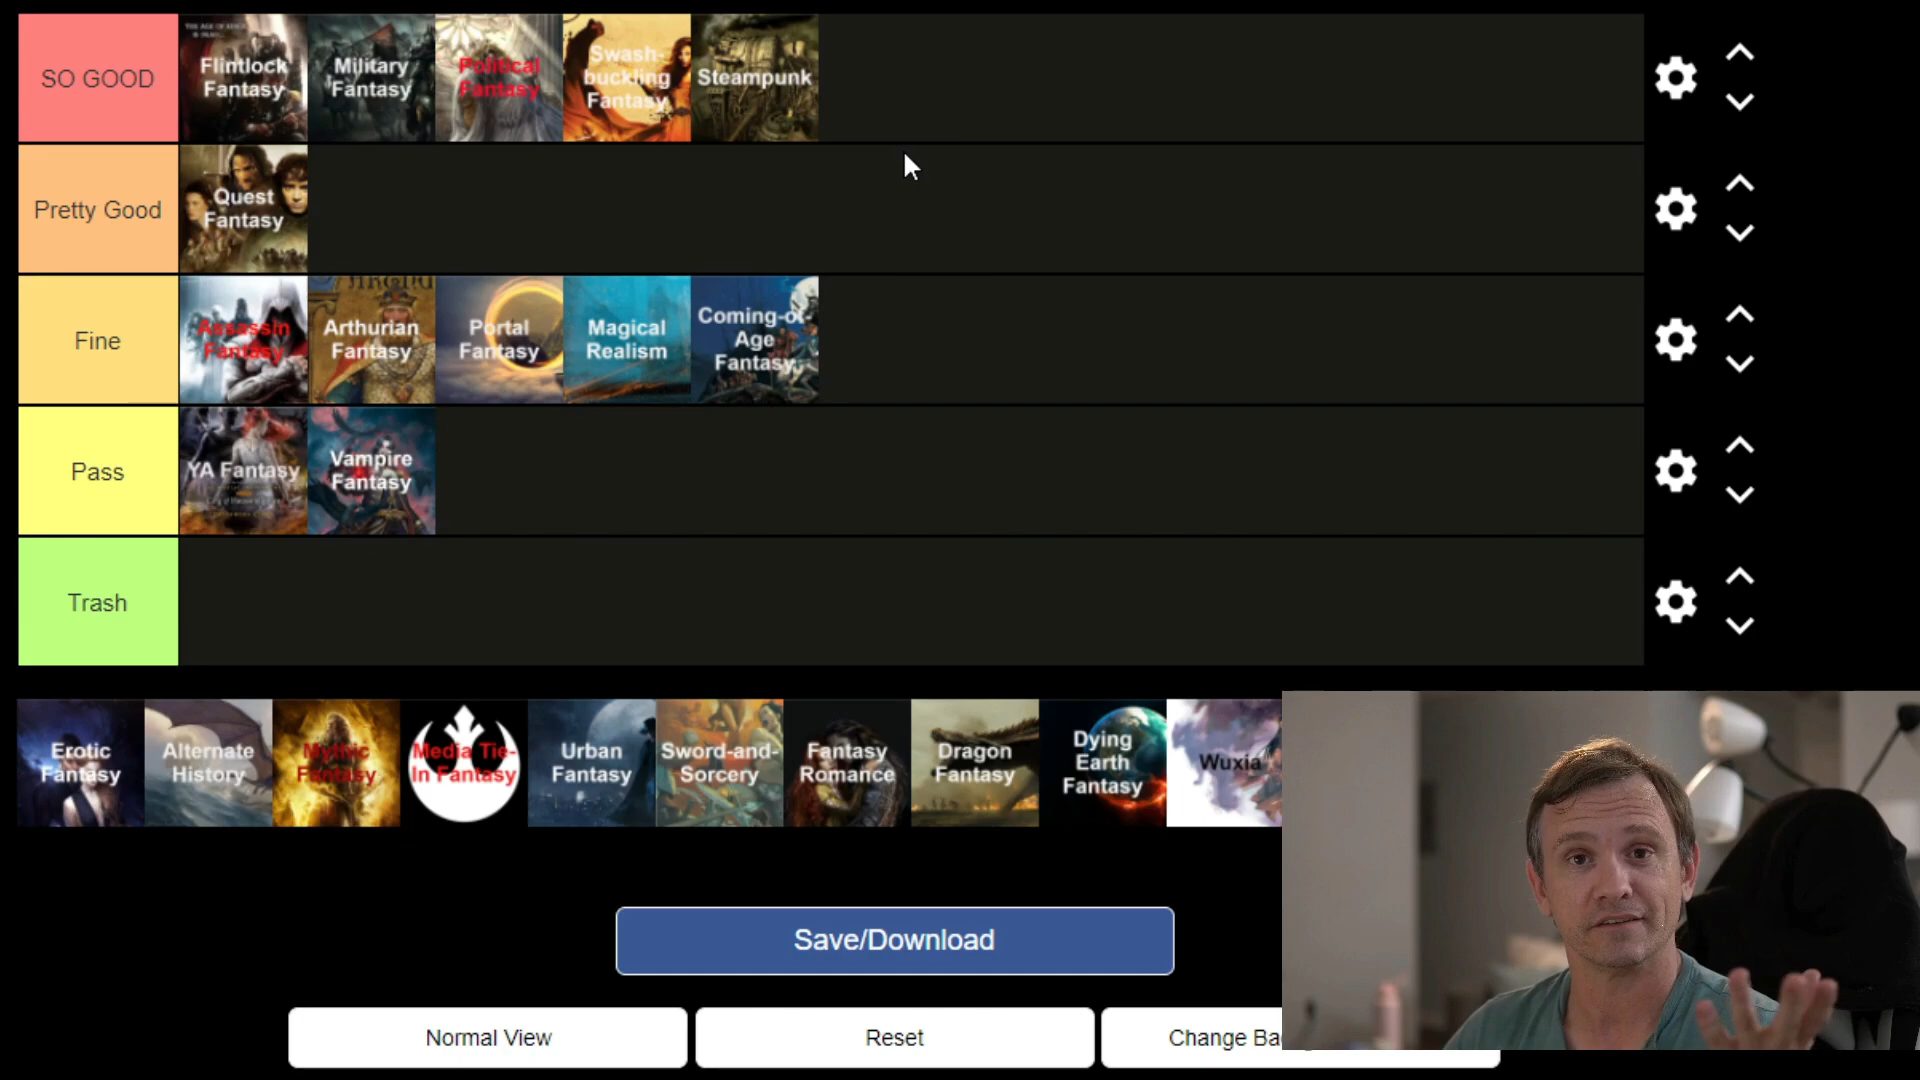 SO GOOD
Flintlock
Fantasy
Military
Fantasy
Political
Fantasy
Swash-
buckling
Fantasy
Steampunk
Pretty Good
Quest
Fantasy
Fine
Assassin
Fantasy
Arthurian
Fantasy
Portal
Fantasy
Magical
Realism
Coming-of-
Age
Fantasy
Pass
YA Fantasy
Vampire
Fantasy
Trash
Erotic
Fantasy
Alternate
History
Mythic
Fantasy
Media Tie-
In Fantasy
Urban
Fantasy
Sword-and-
Sorcery
Fantasy
Romance
Dragon
Fantasy
Dying
Earth
Fantasy
Wuxia
Save/Download
Normal View
Reset
Change